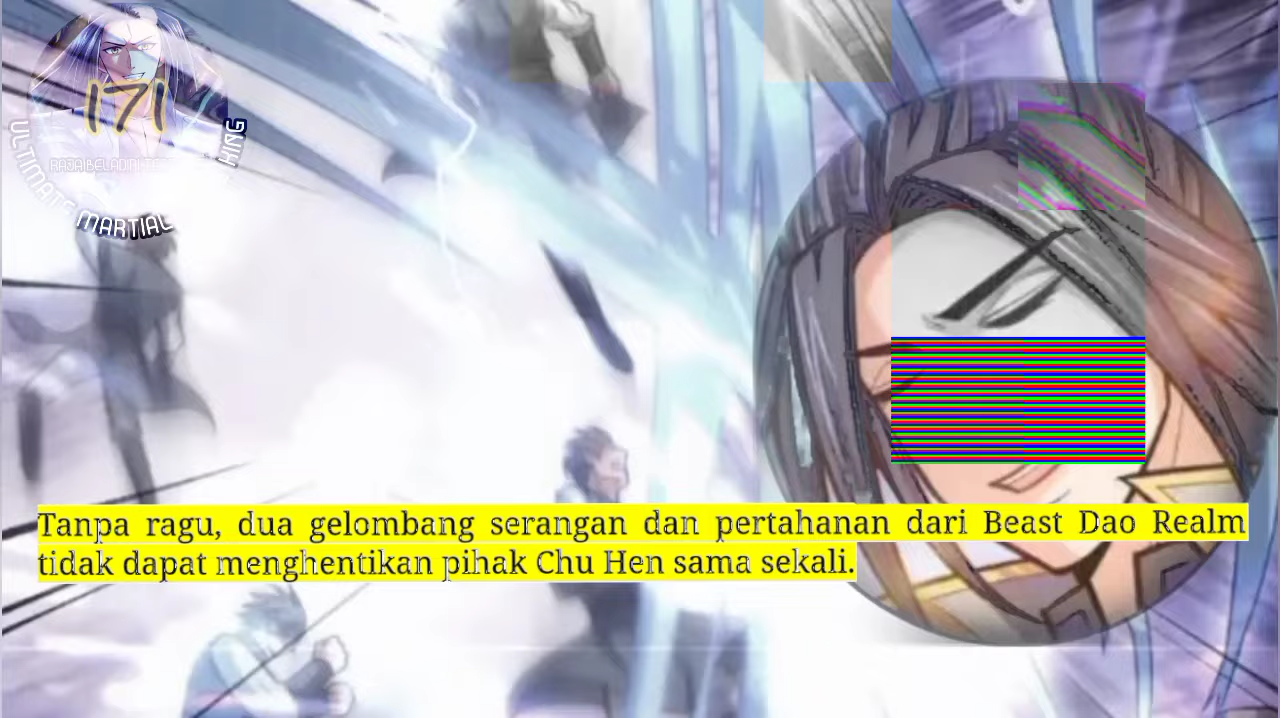 171
ULTIMATE MARTIAL KING
Tanpa ragu, dua gelombang serangan dan pertahanan dari Beast Dao Realm
tidak dapat menghentikan pihak Chu Hen sama sekali.